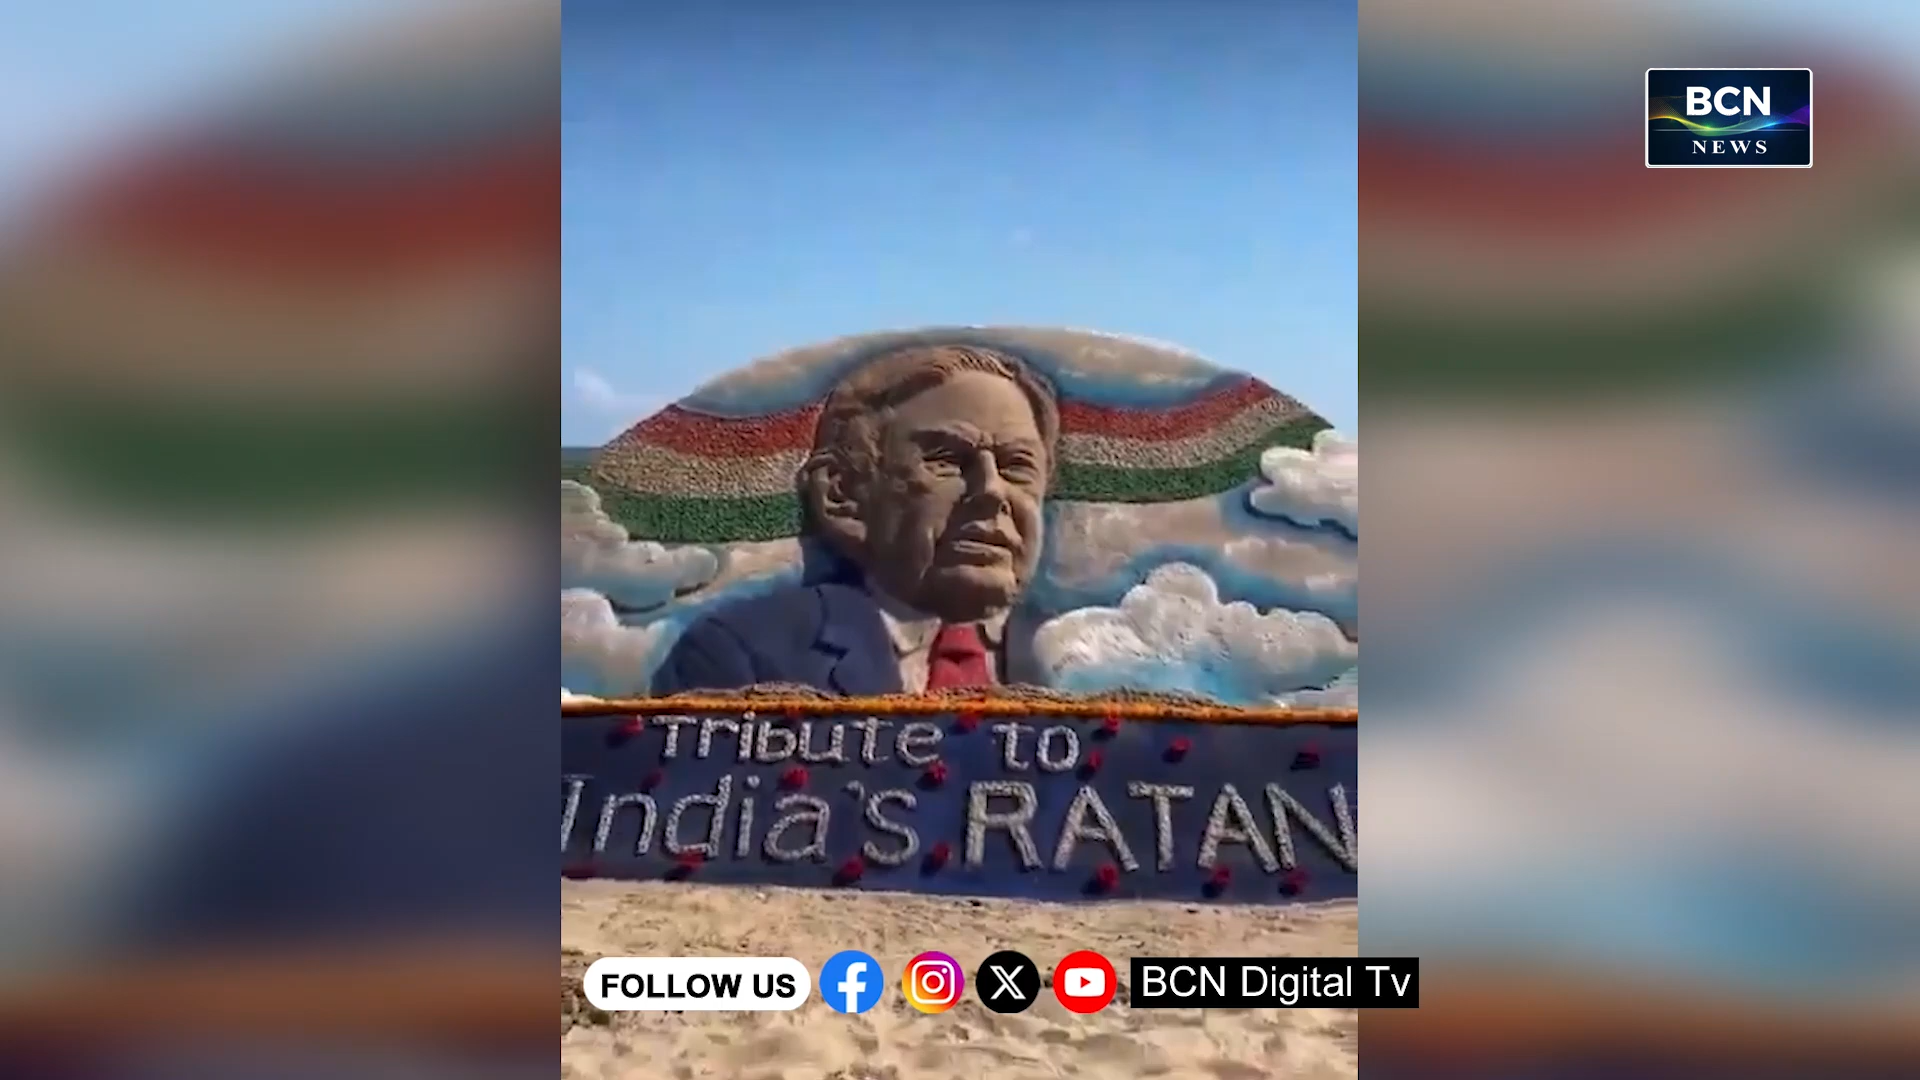 BCN
NEWS
Tribute to
India's RATAN
FOLLOW US
BCN Digital Tv